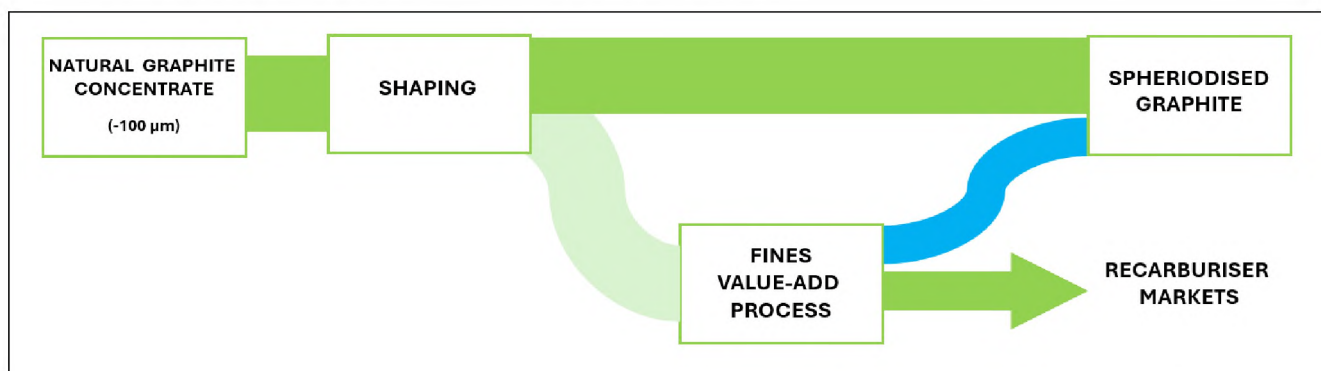 NATURAL GRAPHITE
CONCENTRATE
(-100 µm)
SHAPING
SPHERIODISED
GRAPHITE
FINES
VALUE-ADD
PROCESS
RECARBURISER
MARKETS